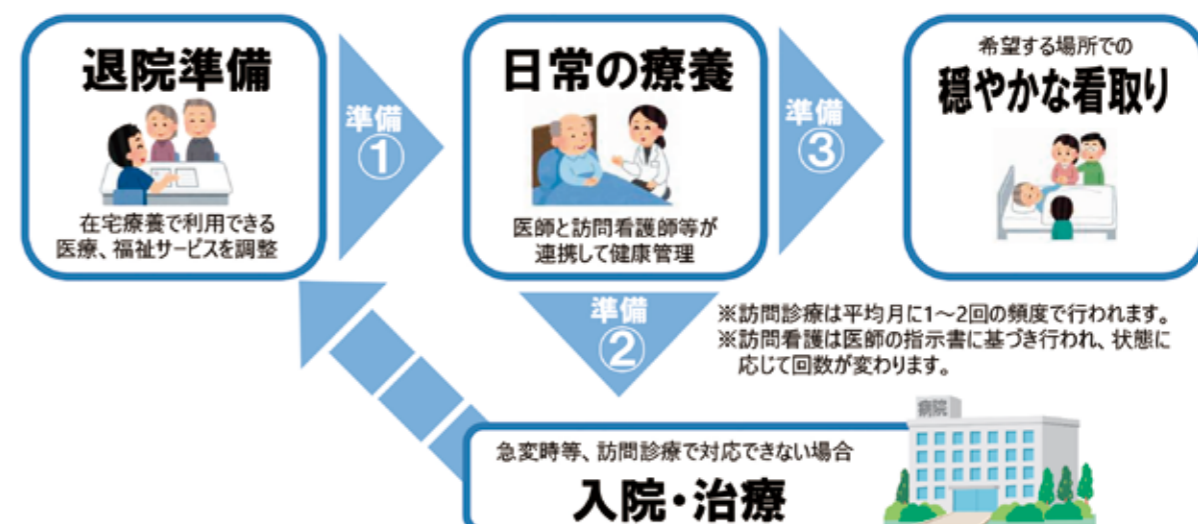 退院準備
在宅療養で利用できる
医療、福祉サービスを調整
準備
①
日常の療養
医師と訪問看護師等が
連携して健康管理
準備
③
希望する場所での
穏やかな看取り
準備
②
※訪問診療は平均月に1～2回の頻度で行われます。
※訪問看護は医師の指示書に基づき行われ、状態に
応じて回数が変わります。
急変時等、訪問診療で対応できない場合
入院・治療
病院